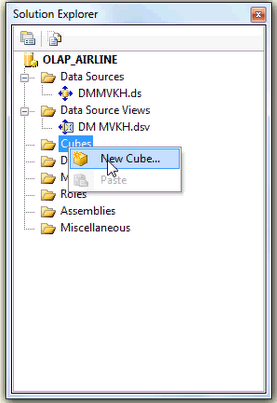 Solution Explorer
OLAP_AIRLINE
Data Sources
DMMVKH.ds
Data Source Views
DM MVKH.dsv
Cubes
New Cube...
D
M
Paste
Roles
Assemblies
Miscellaneous